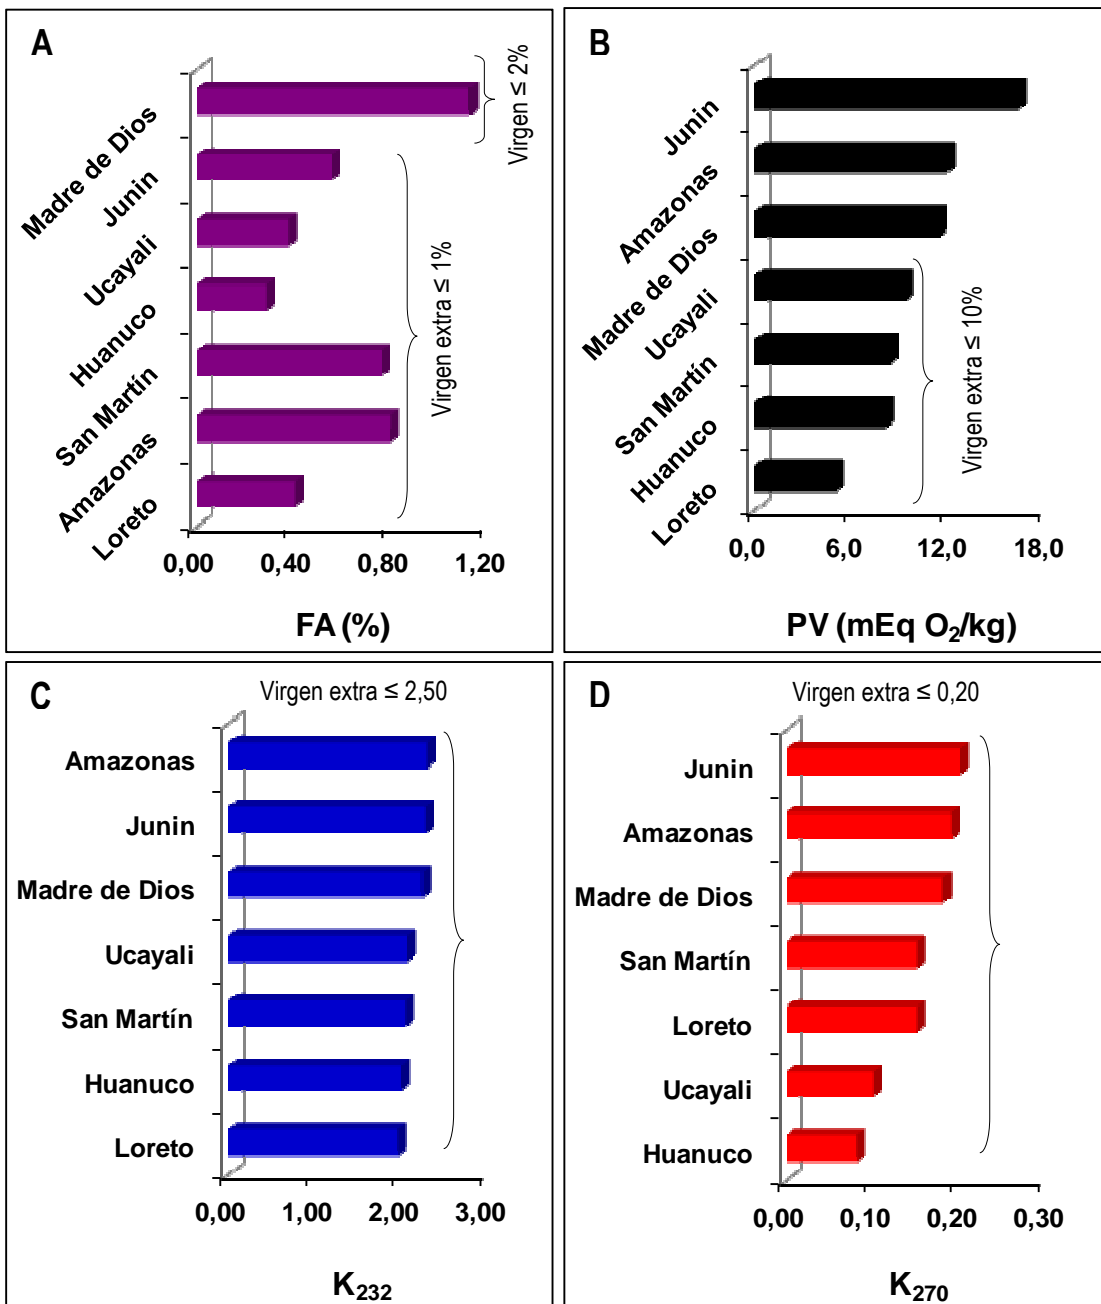 A
Virgen ≤ 2%
Madre de Dios
Junin
Ucayali
Huanuco
San Martín
Amazonas
Loreto
Virgen extra ≤ 1%
0,00 0,40 0,80 1,20
FA (%)
B
Junin
Amazonas
Madre de Dios
Ucayali
San Martín
Huanuco
Loreto
Virgen extra ≤ 10%
0,0 6,0 12,0 18,0
PV (mEq O₂/kg)
C
Virgen extra ≤ 2,50
Amazonas
Junin
Madre de Dios
Ucayali
San Martín
Huanuco
Loreto
0,00 1,00 2,00 3,00
K₂₃₂
D
Virgen extra ≤ 0,20
Junin
Amazonas
Madre de Dios
San Martín
Loreto
Ucayali
Huanuco
0,00 0,10 0,20 0,30
K₂₇₀